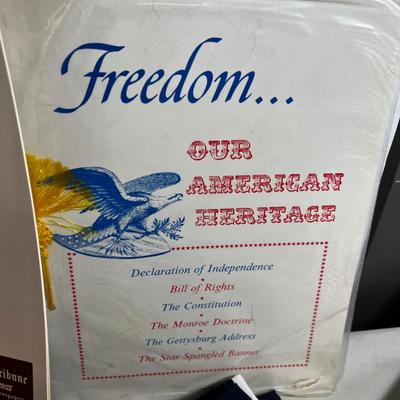 Freedom...
OUR
AMERICAN
HERITAGE
Declaration of Independence
Bill of Rights
The Constitution
The Monroe Doctrine
The Gettysburg Address
The Star Spangled Banner